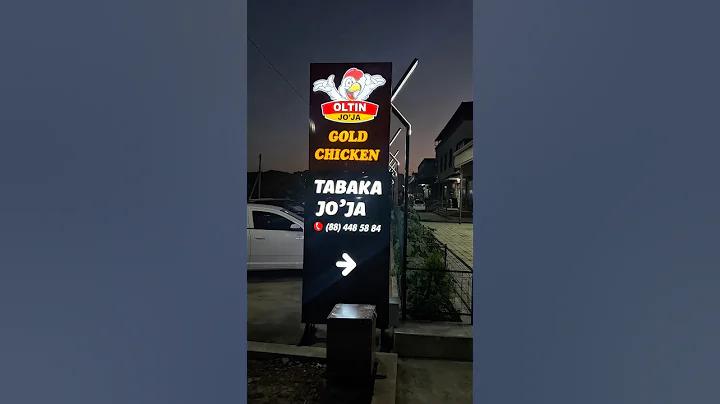 OLTIN
JO'JA
GOLD
CHICKEN
TABAKA
JO'JA
(88) 448 58 84